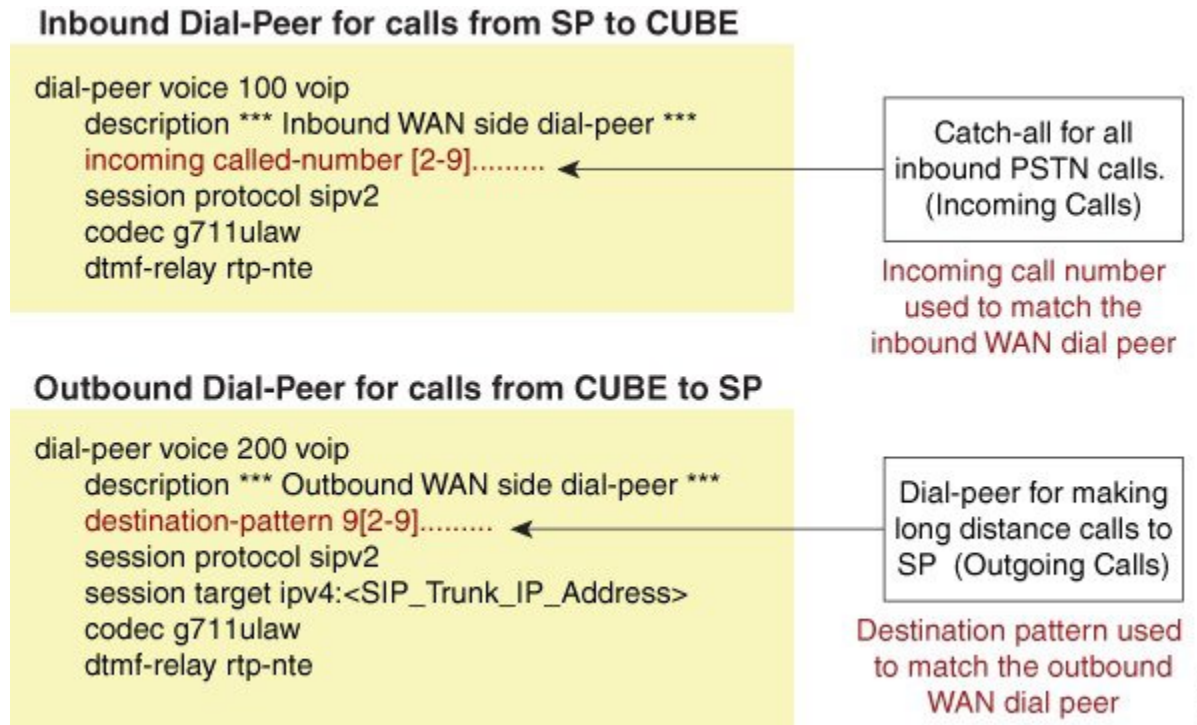 Inbound Dial-Peer for calls from SP to CUBE
dial-peer voice 100 voip
description *** Inbound WAN side dial-peer ***
incoming called-number [2-9].........
session protocol sipv2
codec g711ulaw
dtmf-relay rtp-nte
Catch-all for all
inbound PSTN calls.
(Incoming Calls)
Incoming call number
used to match the
inbound WAN dial peer
Outbound Dial-Peer for calls from CUBE to SP
dial-peer voice 200 voip
description *** Outbound WAN side dial-peer ***
destination-pattern 9[2-9].........
session protocol sipv2
session target ipv4:<SIP_Trunk_IP_Address>
codec g711ulaw
dtmf-relay rtp-nte
Dial-peer for making
long distance calls to
SP (Outgoing Calls)
Destination pattern used
to match the outbound
WAN dial peer